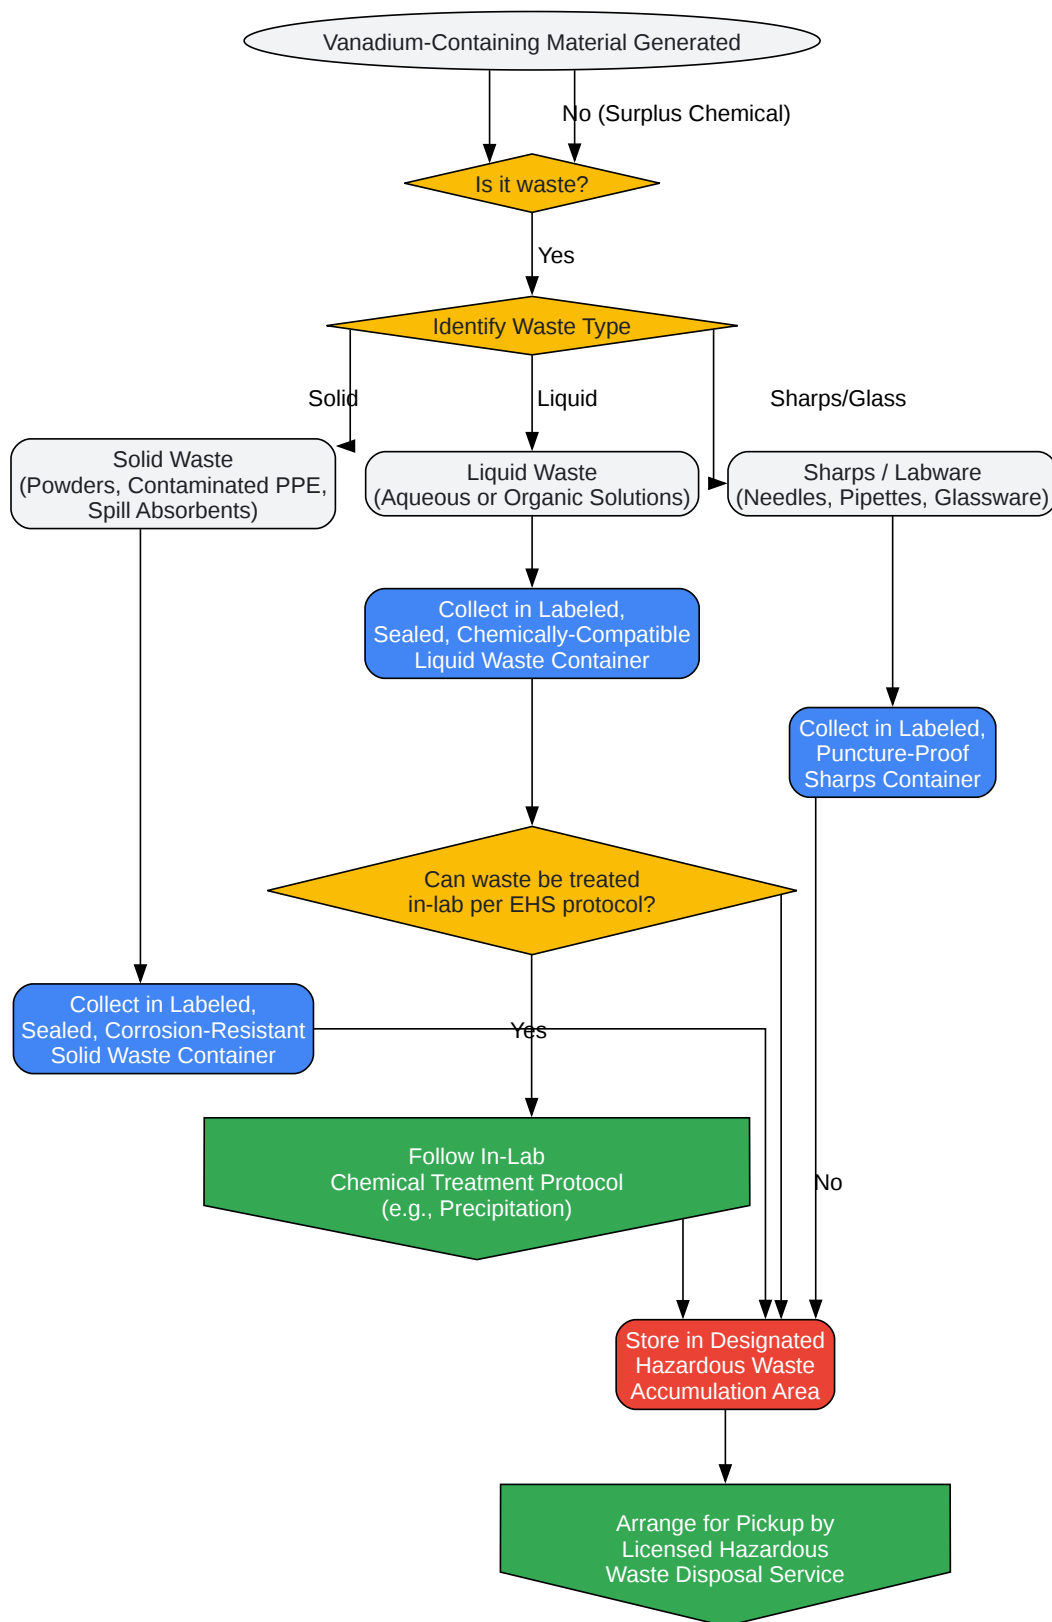 Vanadium-Containing Material Generated
No (Surplus Chemical)
Is it waste?
Yes
Identify Waste Type
Solid
Liquid
Sharps/Glass
Solid Waste
(Powders, Contaminated PPE,
Spill Absorbents)
Liquid Waste
(Aqueous or Organic Solutions)
Sharps / Labware
(Needles, Pipettes, Glassware)
Collect in Labeled,
Sealed, Chemically-Compatible
Liquid Waste Container
Collect in Labeled,
Puncture-Proof
Sharps Container
Can waste be treated
in-lab per EHS protocol?
Collect in Labeled,
Sealed, Corrosion-Resistant
Solid Waste Container
Yes
Follow In-Lab
Chemical Treatment Protocol
(e.g., Precipitation)
No
Store in Designated
Hazardous Waste
Accumulation Area
Arrange for Pickup by
Licensed Hazardous
Waste Disposal Service